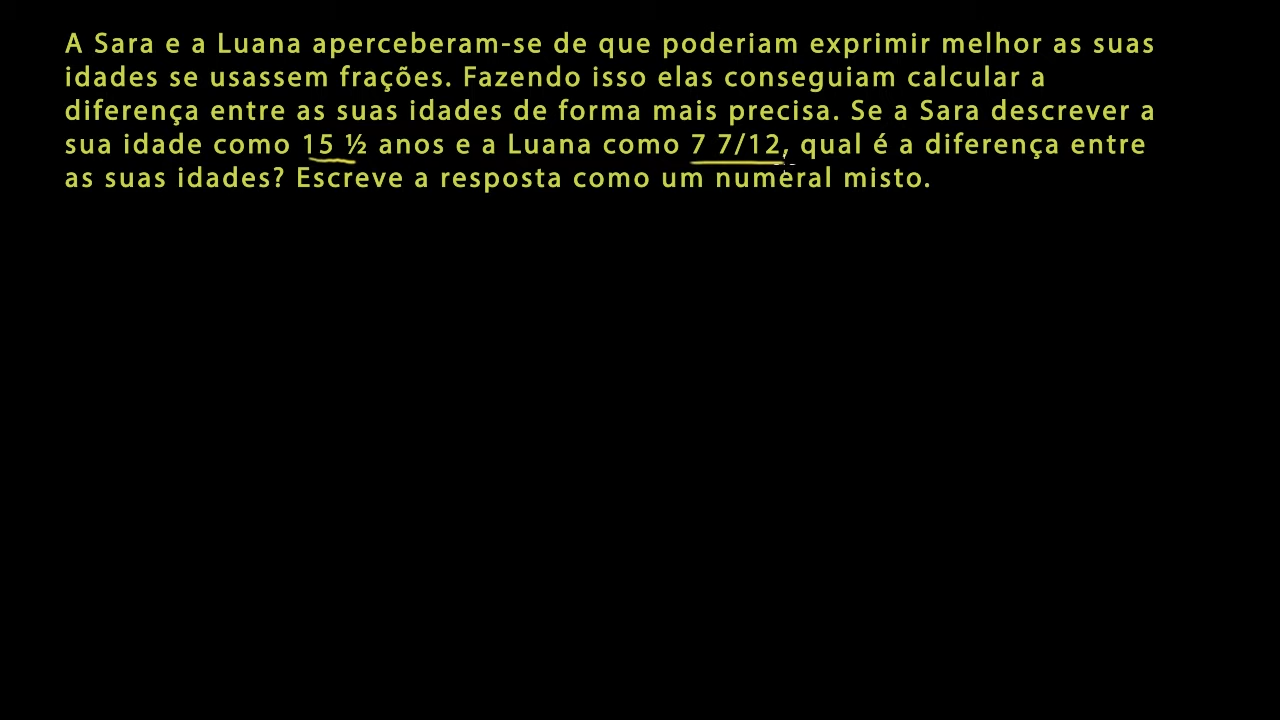 A Sara e a Luana aperceberam-se de que poderiam exprimir melhor as suas
idades se usassem frações. Fazendo isso elas conseguiam calcular a
diferença entre as suas idades de forma mais precisa. Se a Sara descrever a
sua idade como 15 ½ anos e a Luana como 7 7/12, qual é a diferença entre
as suas idades? Escreve a resposta como um numeral misto.